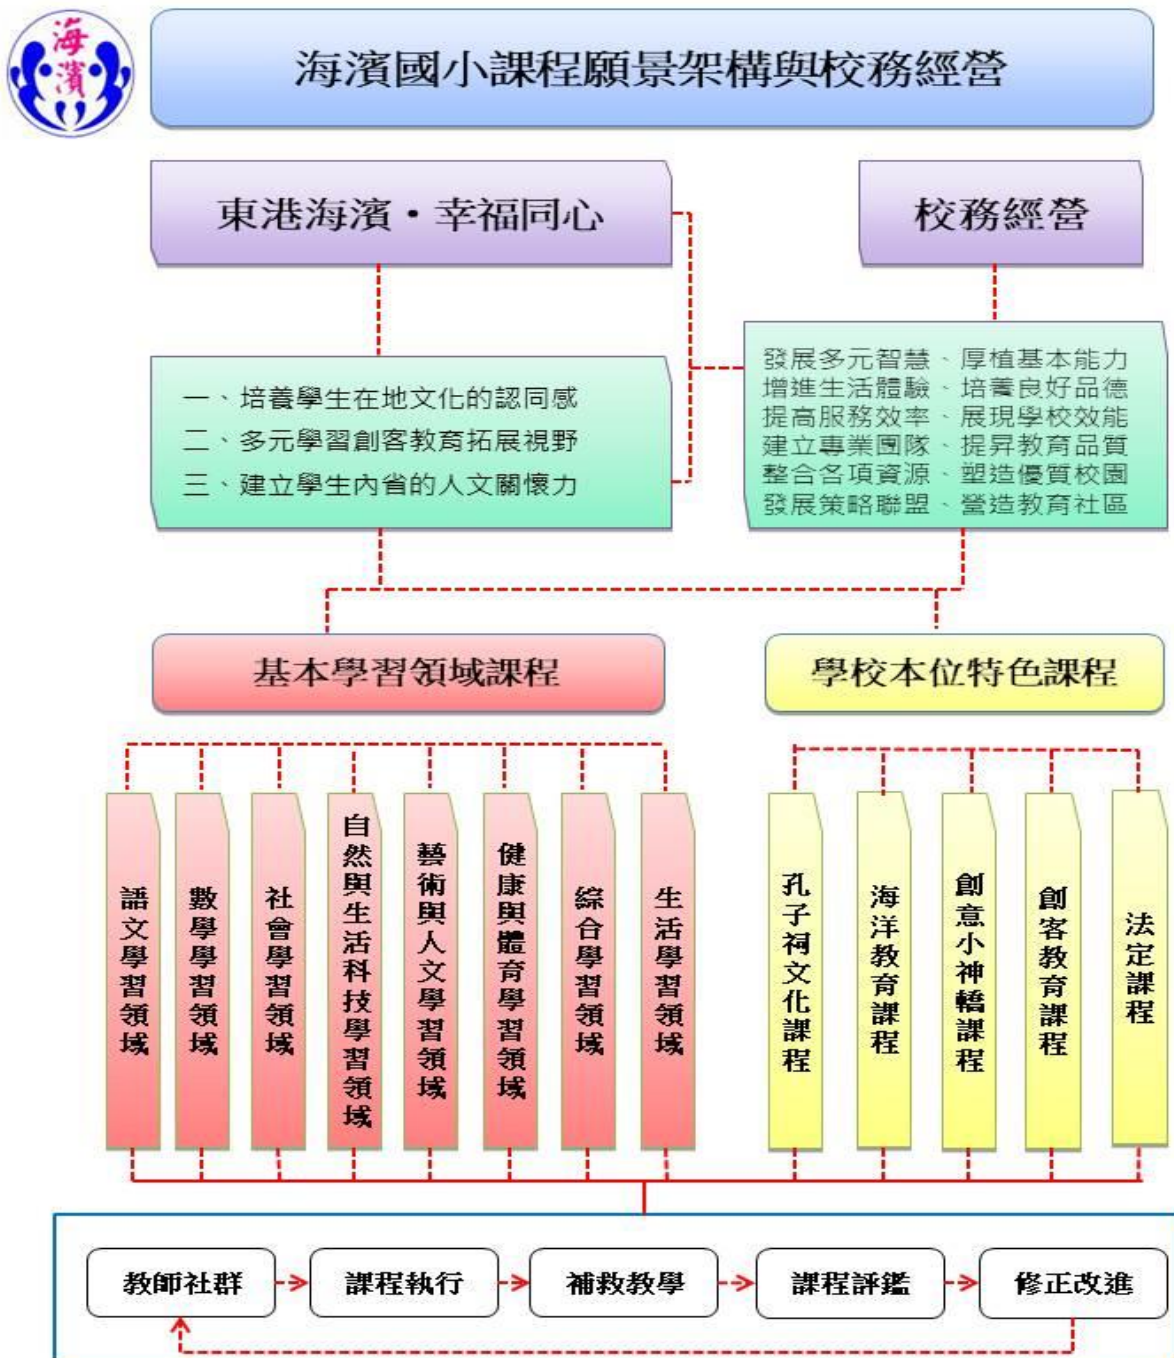 海濱
海濱國小課程願景架構與校務經營
東港海濱・幸福同心
校務經營
一、培養學生在地文化的認同感
二、多元學習創客教育拓展視野
三、建立學生內省的人文關懷力
發展多元智慧、厚植基本能力
增進生活體驗、培養良好品德
提高服務效率、展現學校效能
建立專業團隊、提昇教育品質
整合各項資源、塑造優質校園
發展策略聯盟、營造教育社區
基本學習領域課程
學校本位特色課程
語文學習領域
數學學習領域
社會學習領域
自然與生活科技學習領域
藝術與人文學習領域
健康與體育學習領域
綜合學習領域
生活學習領域
孔子祠文化課程
海洋教育課程
創意小神轎課程
創客教育課程
法定課程
教師社群
課程執行
補救教學
課程評鑑
修正改進